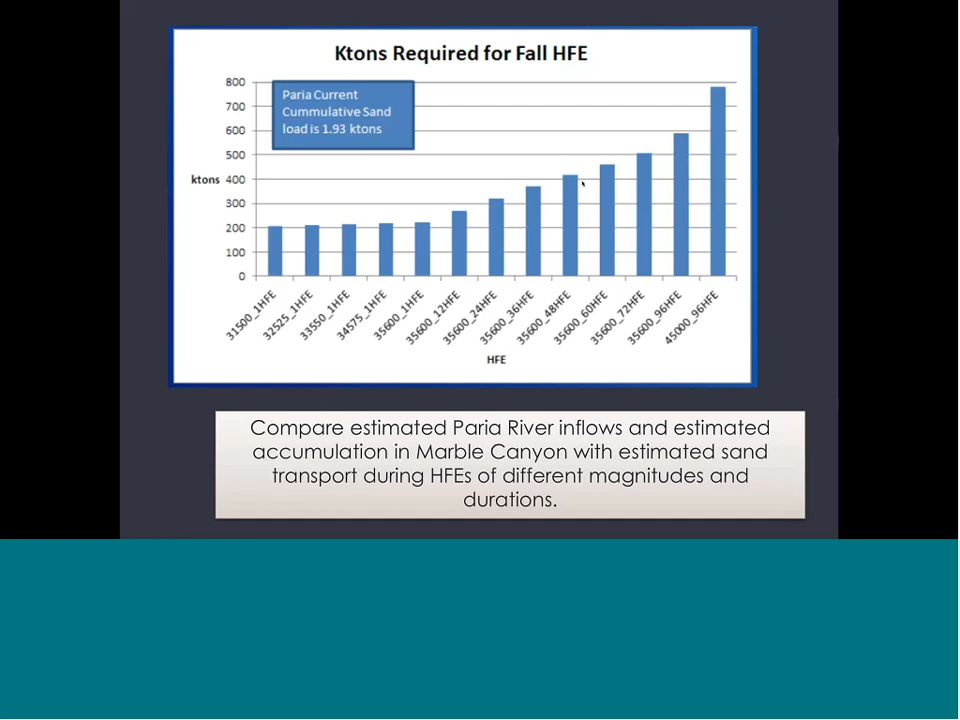 Ktons Required for Fall HFE
800
700
600
500
400
300
200
100
0
ktons
Paria Current
Cummulative Sand
load is 1.93 ktons
31500_1HFE
32525_1HFE
33550_1HFE
34575_1HFE
35600_1HFE
35600_12HFE
35600_24HFE
35600_36HFE
35600_48HFE
35600_60HFE
35600_72HFE
35600_96HFE
45000_96HFE
HFE
Compare estimated Paria River inflows and estimated
accumulation in Marble Canyon with estimated sand
transport during HFEs of different magnitudes and
durations.